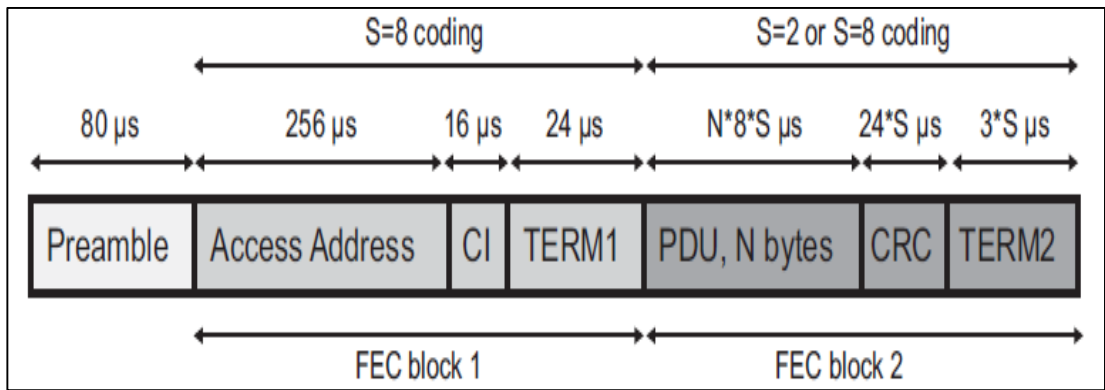 S=8 coding S=2 or S=8 coding
80 µs 256 µs 16 µs 24 µs N*8*S µs 24*S µs 3*S µs
Preamble Access Address CI TERM1 PDU, N bytes CRC TERM2
FEC block 1 FEC block 2